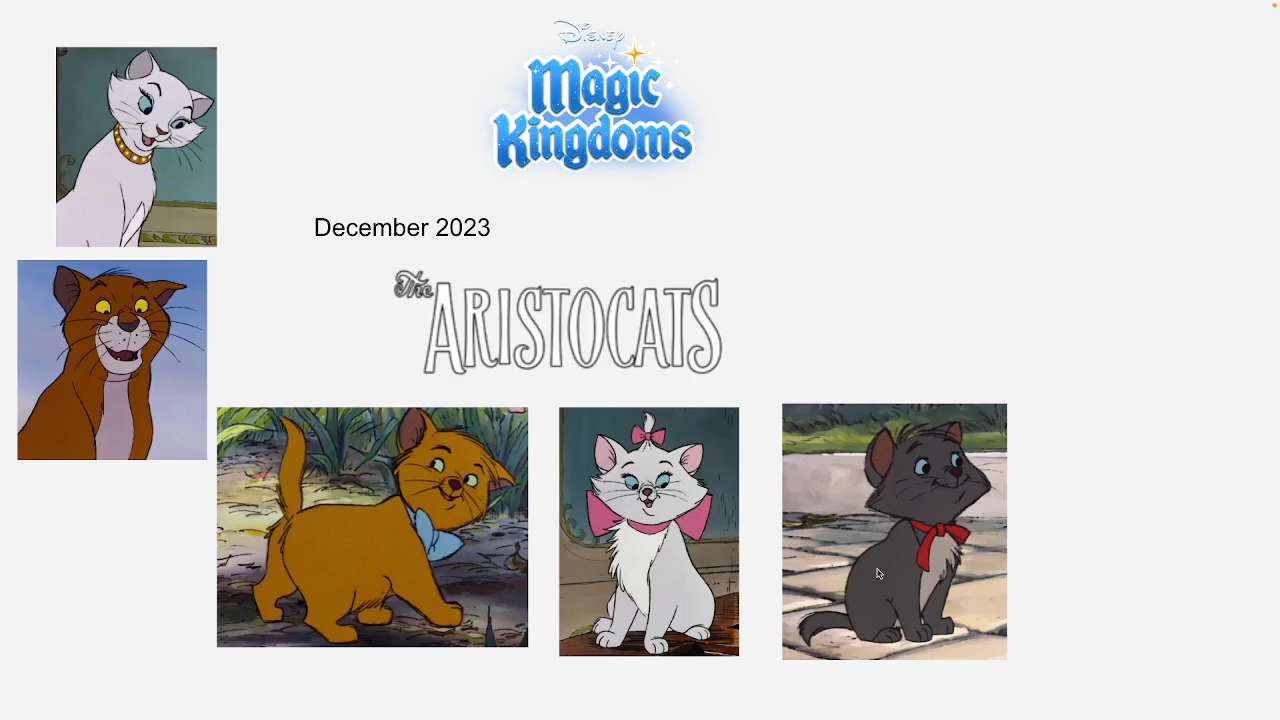 Disney
Magic
Kingdoms
December 2023
The
ARISTOCATS